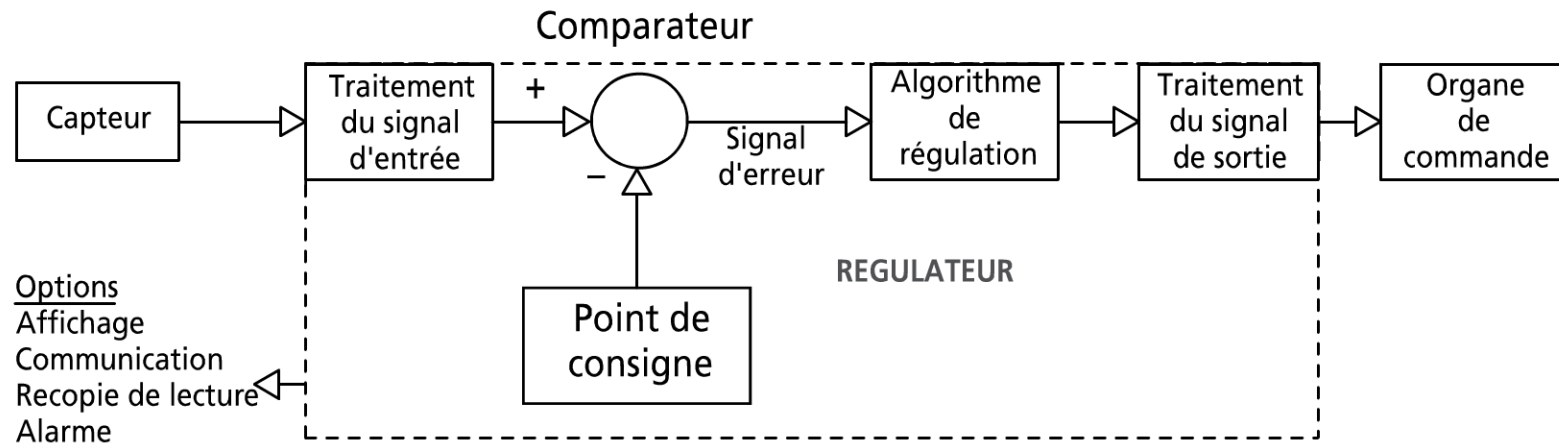 Comparateur
Capteur
Traitement
du signal
d'entrée
+
−
Signal
d'erreur
Algorithme
de
régulation
Traitement
du signal
de sortie
Organe
de
commande
Point de
consigne
REGULATEUR
Options
Affichage
Communication
Recopie de lecture
Alarme